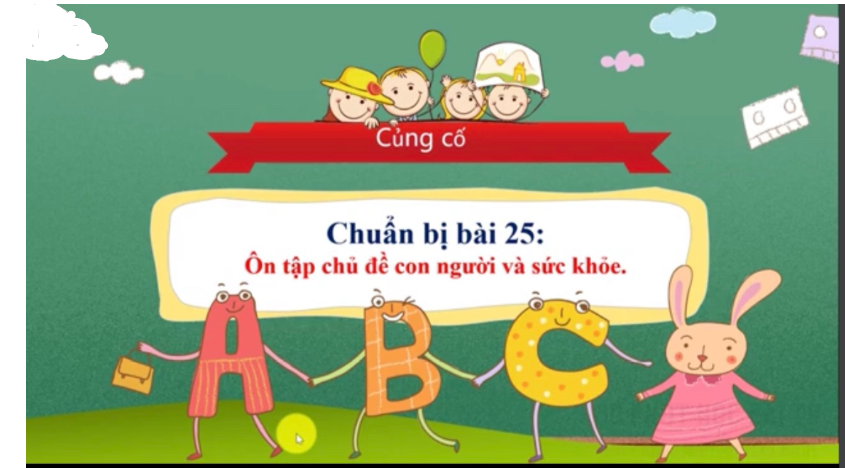 Củng cố
Chuẩn bị bài 25:
Ôn tập chủ đề con người và sức khỏe.
A B C